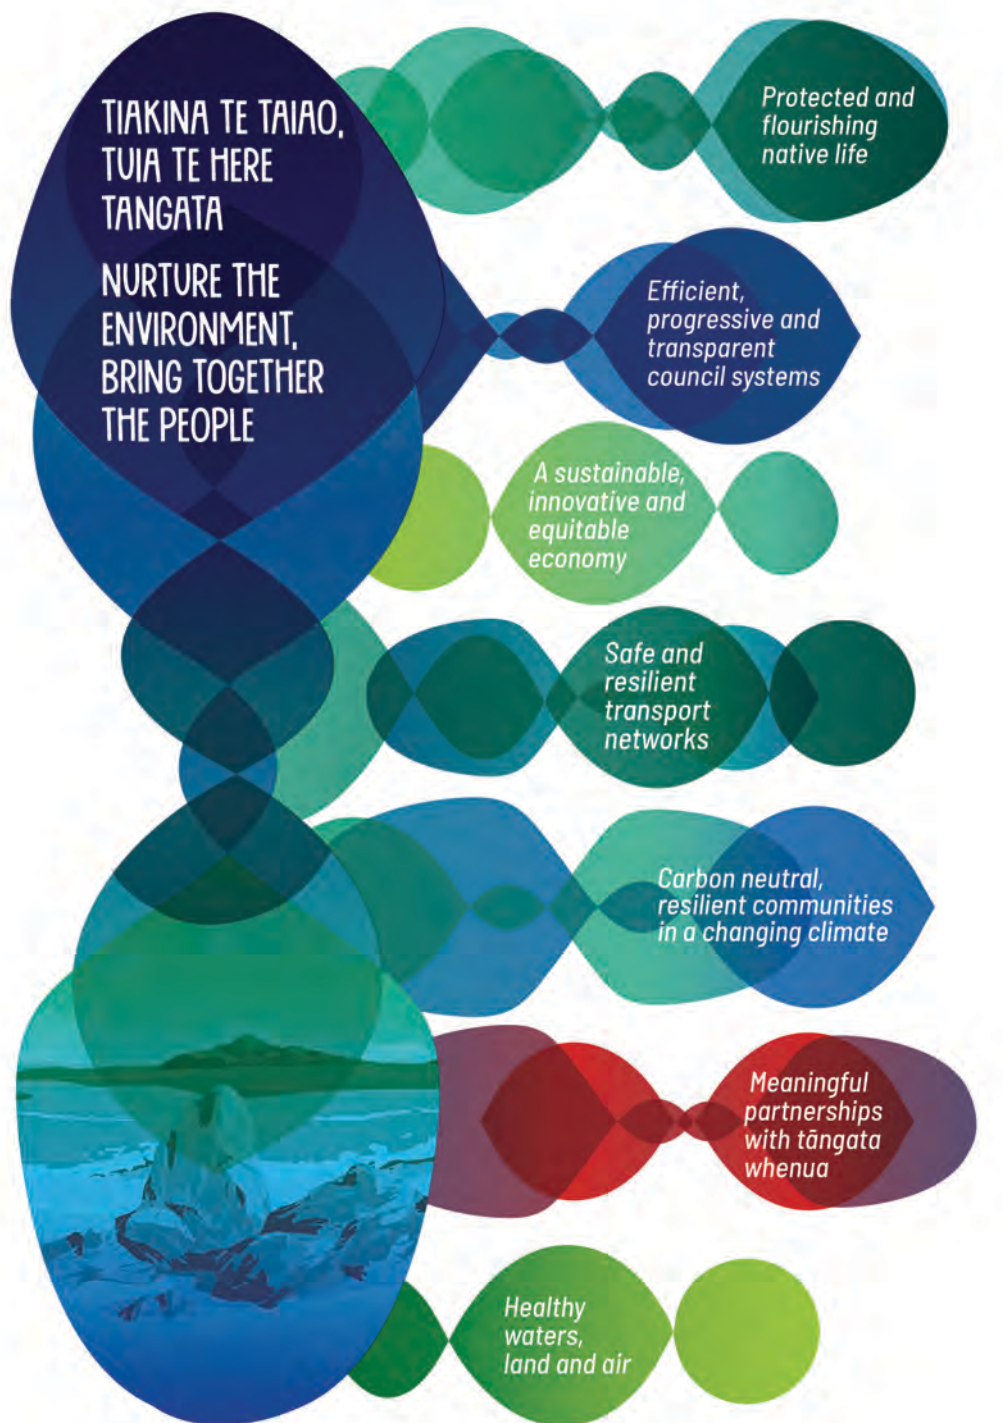 TIAKINA TE TAIAO,
TUIA TE HERE
TANGATA
NURTURE THE
ENVIRONMENT,
BRING TOGETHER
THE PEOPLE
Protected and
flourishing
native life
Efficient,
progressive and
transparent
council systems
A sustainable,
innovative and
equitable
economy
Safe and
resilient
transport
networks
Carbon neutral,
resilient communities
in a changing climate
Meaningful
partnerships
with tāngata
whenua
Healthy
waters,
land and air